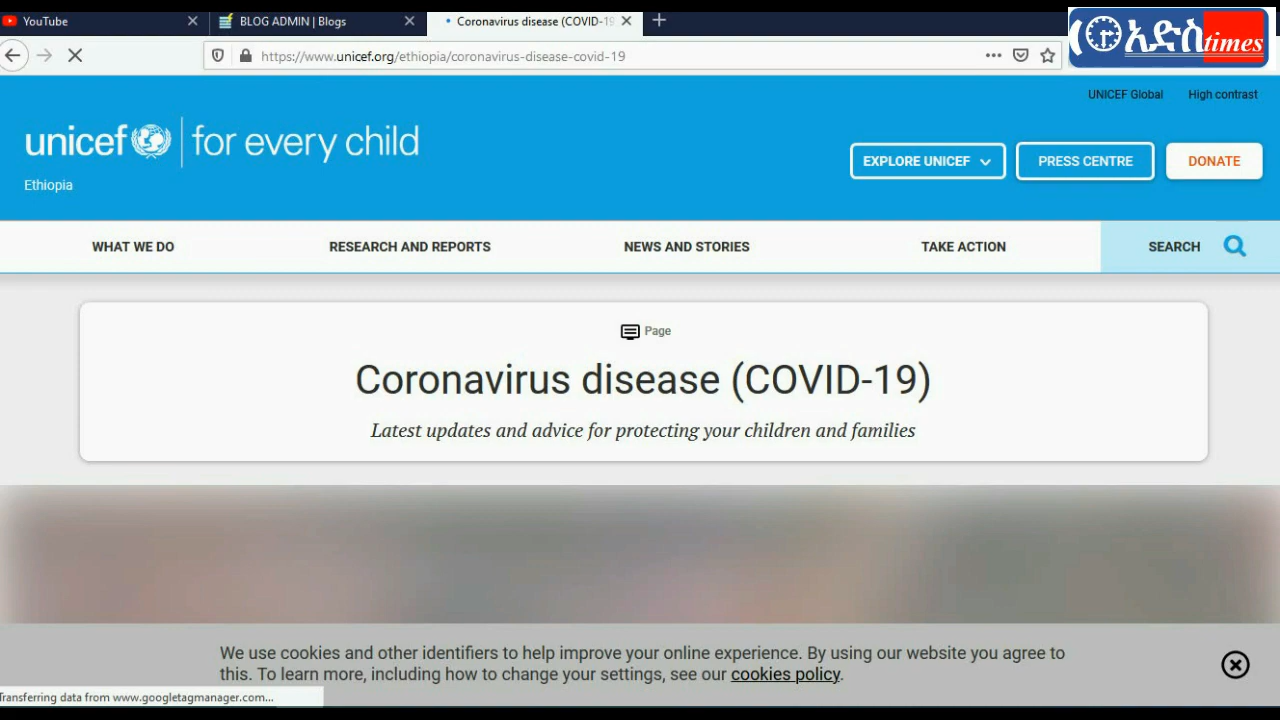 YouTube
BLOG ADMIN | Blogs
Coronavirus disease (COVID-19
https://www.unicef.org/ethiopia/coronavirus-disease-covid-19
አዲስtimes
UNICEF Global
High contrast
unicef for every child
Ethiopia
EXPLORE UNICEF
PRESS CENTRE
DONATE
WHAT WE DO
RESEARCH AND REPORTS
NEWS AND STORIES
TAKE ACTION
SEARCH
Page
Coronavirus disease (COVID-19)
Latest updates and advice for protecting your children and families
We use cookies and other identifiers to help improve your online experience. By using our website you agree to
this. To learn more, including how to change your settings, see our cookies policy.
Transferring data from www.googletagmanager.com...